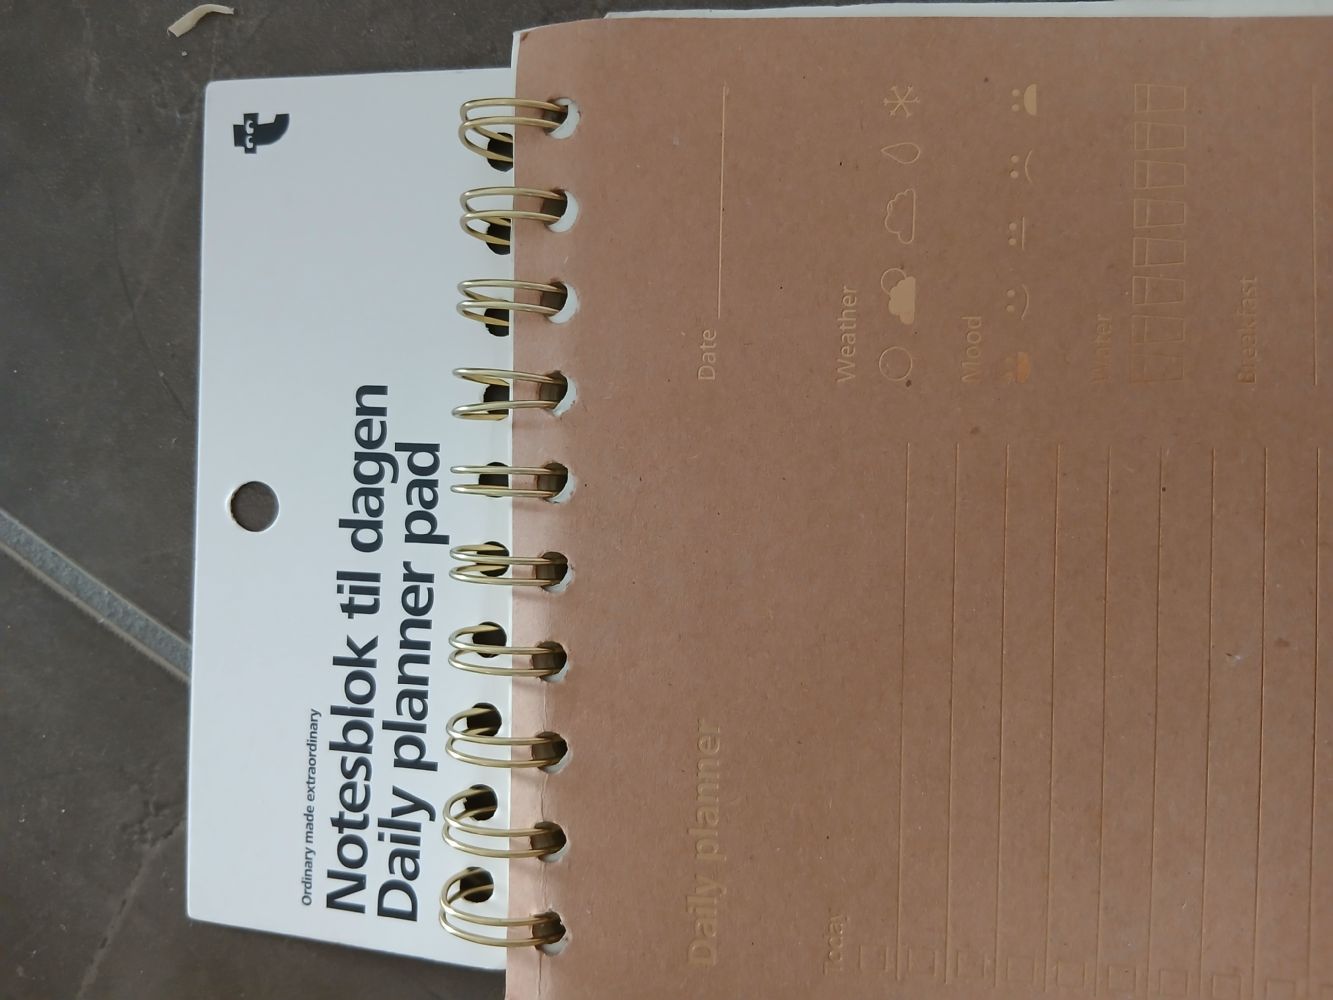 Ordinary made extraordinary
Notesblok til dagen
Daily planner pad
Daily planner
Date
Today
Weather
Mood
Water
Breakfast